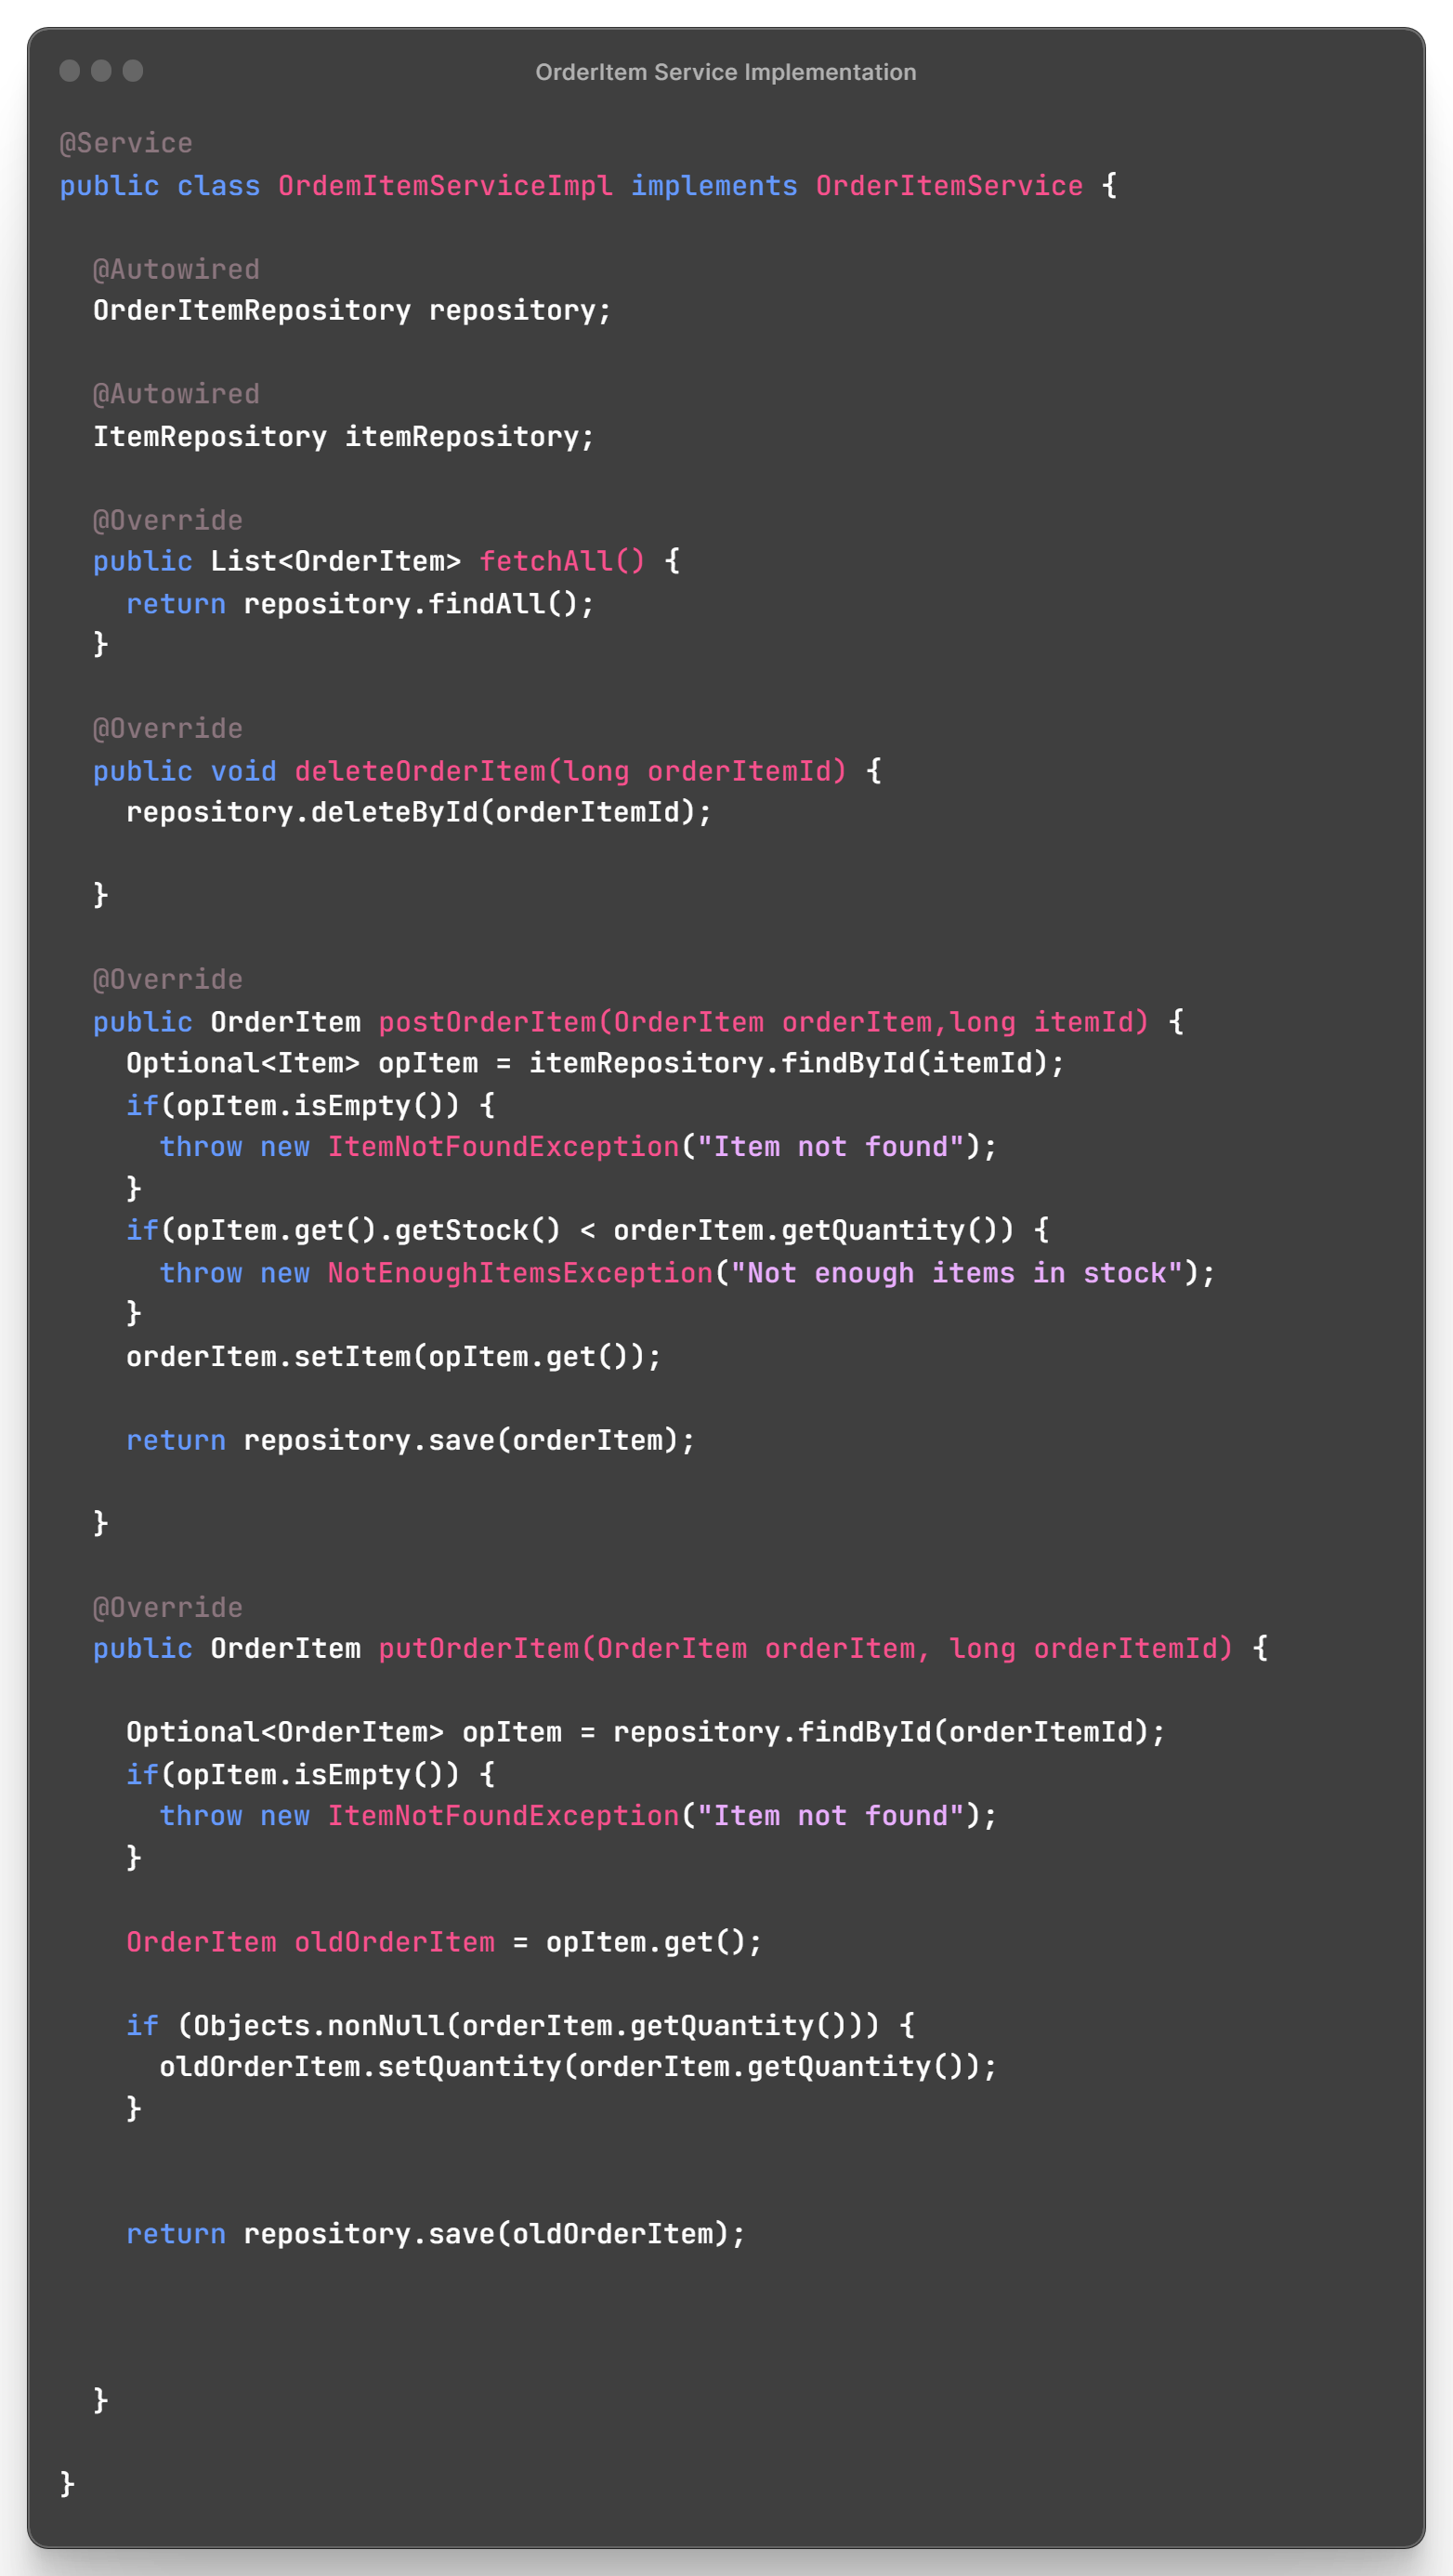 OrderItem Service Implementation
@Service
public class OrdemItemServiceImpl implements OrderItemService {
@Autowired
OrderItemRepository repository;
@Autowired
ItemRepository itemRepository;
@Override
public List<OrderItem> fetchAll() {
return repository.findAll();
}
@Override
public void deleteOrderItem(long orderItemId) {
repository.deleteById(orderItemId);
}
@Override
public OrderItem postOrderItem(OrderItem orderItem,long itemId) {
Optional<Item> opItem = itemRepository.findById(itemId);
if(opItem.isEmpty()) {
throw new ItemNotFoundException("Item not found");
}
if(opItem.get().getStock() < orderItem.getQuantity()) {
throw new NotEnoughItemsException("Not enough items in stock");
}
orderItem.setItem(opItem.get());
return repository.save(orderItem);
}
@Override
public OrderItem putOrderItem(OrderItem orderItem, long orderItemId) {
Optional<OrderItem> opItem = repository.findById(orderItemId);
if(opItem.isEmpty()) {
throw new ItemNotFoundException("Item not found");
}
OrderItem oldOrderItem = opItem.get();
if (Objects.nonNull(orderItem.getQuantity())) {
oldOrderItem.setQuantity(orderItem.getQuantity());
}
return repository.save(oldOrderItem);
}
}